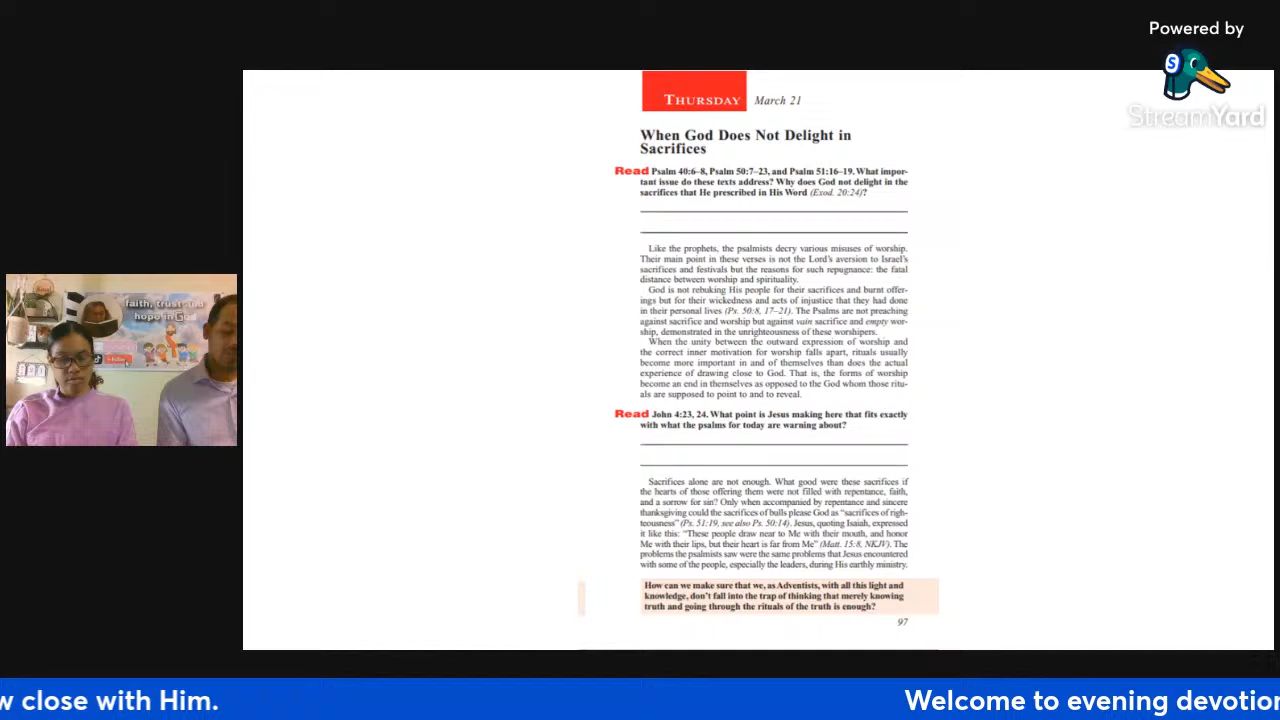 Powered by
S
StreamYard
THURSDAY March 21
When God Does Not Delight in
Sacrifices
Read Psalm 40:6–8, Psalm 50:7–23, and Psalm 51:16–19. What impor-
tant issue do these texts address? Why does God not delight in the
sacrifices that He prescribed in His Word (Exod. 20:24)?
Like the prophets, the psalmists decry various misuses of worship.
Their main point in these verses is not the Lord's aversion to Israel's
sacrifices and festivals but the reasons for such repugnance: the fatal
distance between worship and spirituality.
God is not rebuking His people for their sacrifices and burnt offer-
ings but for their wickedness and acts of injustice that they had done
in their personal lives (Ps. 50:8, 17–21). The Psalms are not preaching
against sacrifice and worship but against vain sacrifice and empty wor-
ship, demonstrated in the unrighteousness of these worshipers.
When the unity between the outward expression of worship and
the correct inner motivation for worship falls apart, rituals usually
become more important in and of themselves than does the actual
experience of drawing close to God. That is, the forms of worship
become an end in themselves as opposed to the God whom those ritu-
als are supposed to point to and to reveal.
Read John 4:23, 24. What point is Jesus making here that fits exactly
with what the psalms for today are warning about?
Sacrifices alone are not enough. What good were these sacrifices if
the hearts of those offering them were not filled with repentance, faith,
and a sorrow for sin? Only when accompanied by repentance and sincere
thanksgiving could the sacrifices of bulls please God as “sacrifices of righ-
teousness” (Ps. 51:19, see also Ps. 50:14). Jesus, quoting Isaiah, expressed
it like this: “These people draw near to Me with their mouth, and honor
Me with their lips, but their heart is far from Me” (Matt. 15:8, NKJV). The
problems the psalmists saw were the same problems that Jesus encountered
with some of the people, especially the leaders, during His earthly ministry.
How can we make sure that we, as Adventists, with all this light and
knowledge, don't fall into the trap of thinking that merely knowing
truth and going through the rituals of the truth is enough?
97
faith, trust and
hope in God
w close with Him.
Welcome to evening devotion